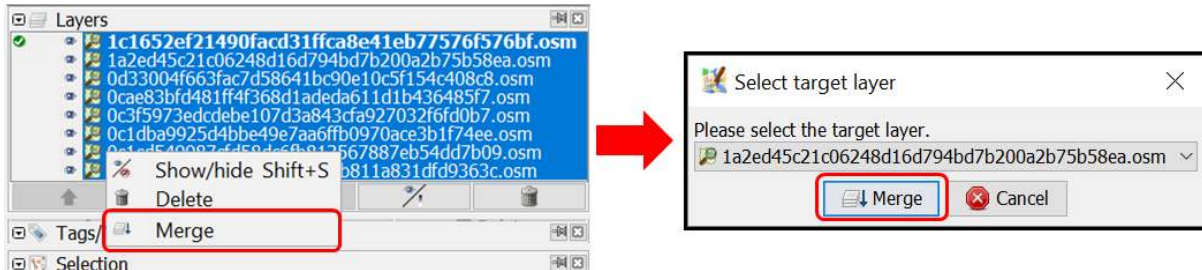 Layers
1c1652ef21490facd31ffca8e41eb77576f576bf.osm
1a2ed45c21c06248d16d794bd7b200a2b75b58ea.osm
0d33004f663fac7d58641bc90e10c5f154c408c8.osm
0cae83bfd481ff4f368d1adeda611d1b436485f7.osm
0c3f5973edcdebe107d3a843cfa927032f6fd0b7.osm
0c1dba9925d4bbe49e7aa6ffb0970ace3b1f74ee.osm
Show/hide Shift+S
Delete
Merge
Tags/
Selection
Select target layer
Please select the target layer.
1a2ed45c21c06248d16d794bd7b200a2b75b58ea.osm
Merge Cancel